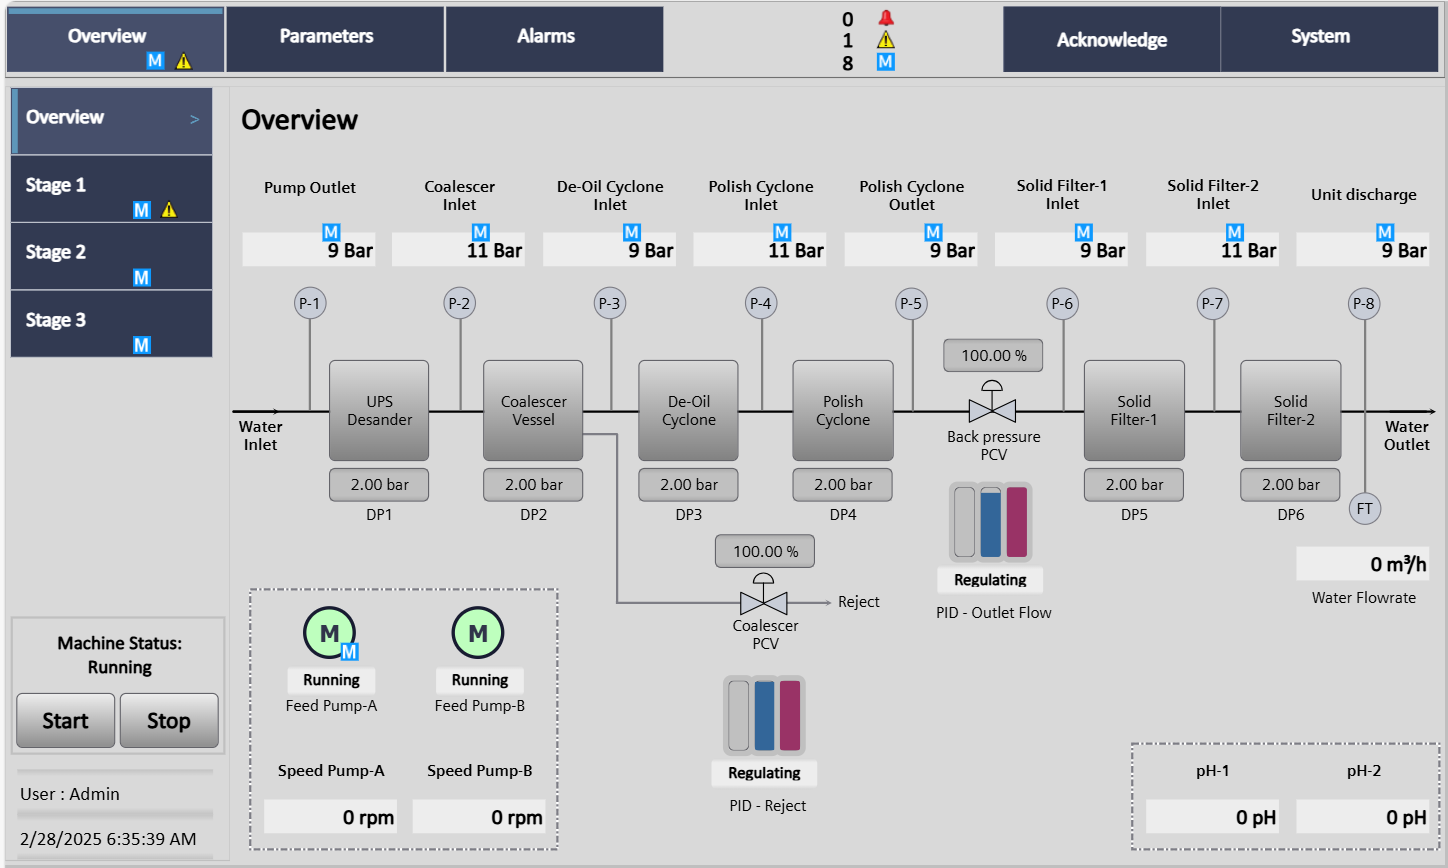 Overview
M
Parameters
Alarms
0
1
8 M
Acknowledge
System
Overview >
Stage 1
M
Stage 2
M
Stage 3
M
Overview
Pump Outlet
Coalescer
Inlet
De-Oil Cyclone
Inlet
Polish Cyclone
Inlet
Polish Cyclone
Outlet
Solid Filter-1
Inlet
Solid Filter-2
Inlet
Unit discharge
M M M M M M M M
9 Bar
11 Bar
9 Bar
11 Bar
9 Bar
9 Bar
11 Bar
9 Bar
P-1
P-2
P-3
P-4
P-5
P-6
P-7
P-8
100.00 %
Water
Inlet
UPS
Desander
Coalescer
Vessel
De-Oil
Cyclone
Polish
Cyclone
Back pressure
PCV
Solid
Filter-1
Solid
Filter-2
Water
Outlet
2.00 bar
DP1
2.00 bar
DP2
2.00 bar
DP3
2.00 bar
DP4
2.00 bar
DP5
2.00 bar
DP6
FT
Regulating
PID - Outlet Flow
0 m³/h
Water Flowrate
100.00 %
Reject
Coalescer
PCV
Regulating
PID - Reject
Machine Status:
Running
Start
Stop
User : Admin
2/28/2025 6:35:39 AM
M
M
Running
Feed Pump-A
M
Running
Feed Pump-B
Speed Pump-A
0 rpm
Speed Pump-B
0 rpm
pH-1
0 pH
pH-2
0 pH